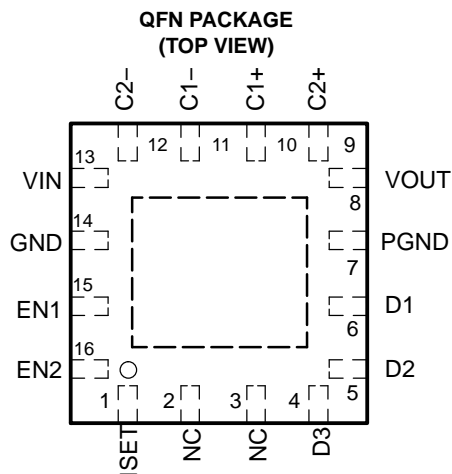 QFN PACKAGE
(TOP VIEW)
C2− C1− C1+ C2+
12 11 10 9
13
VIN VOUT
8
14
GND PGND
7
15
EN1 D1
6
16
EN2 D2
5
1 2 3 4
ISET NC NC D3